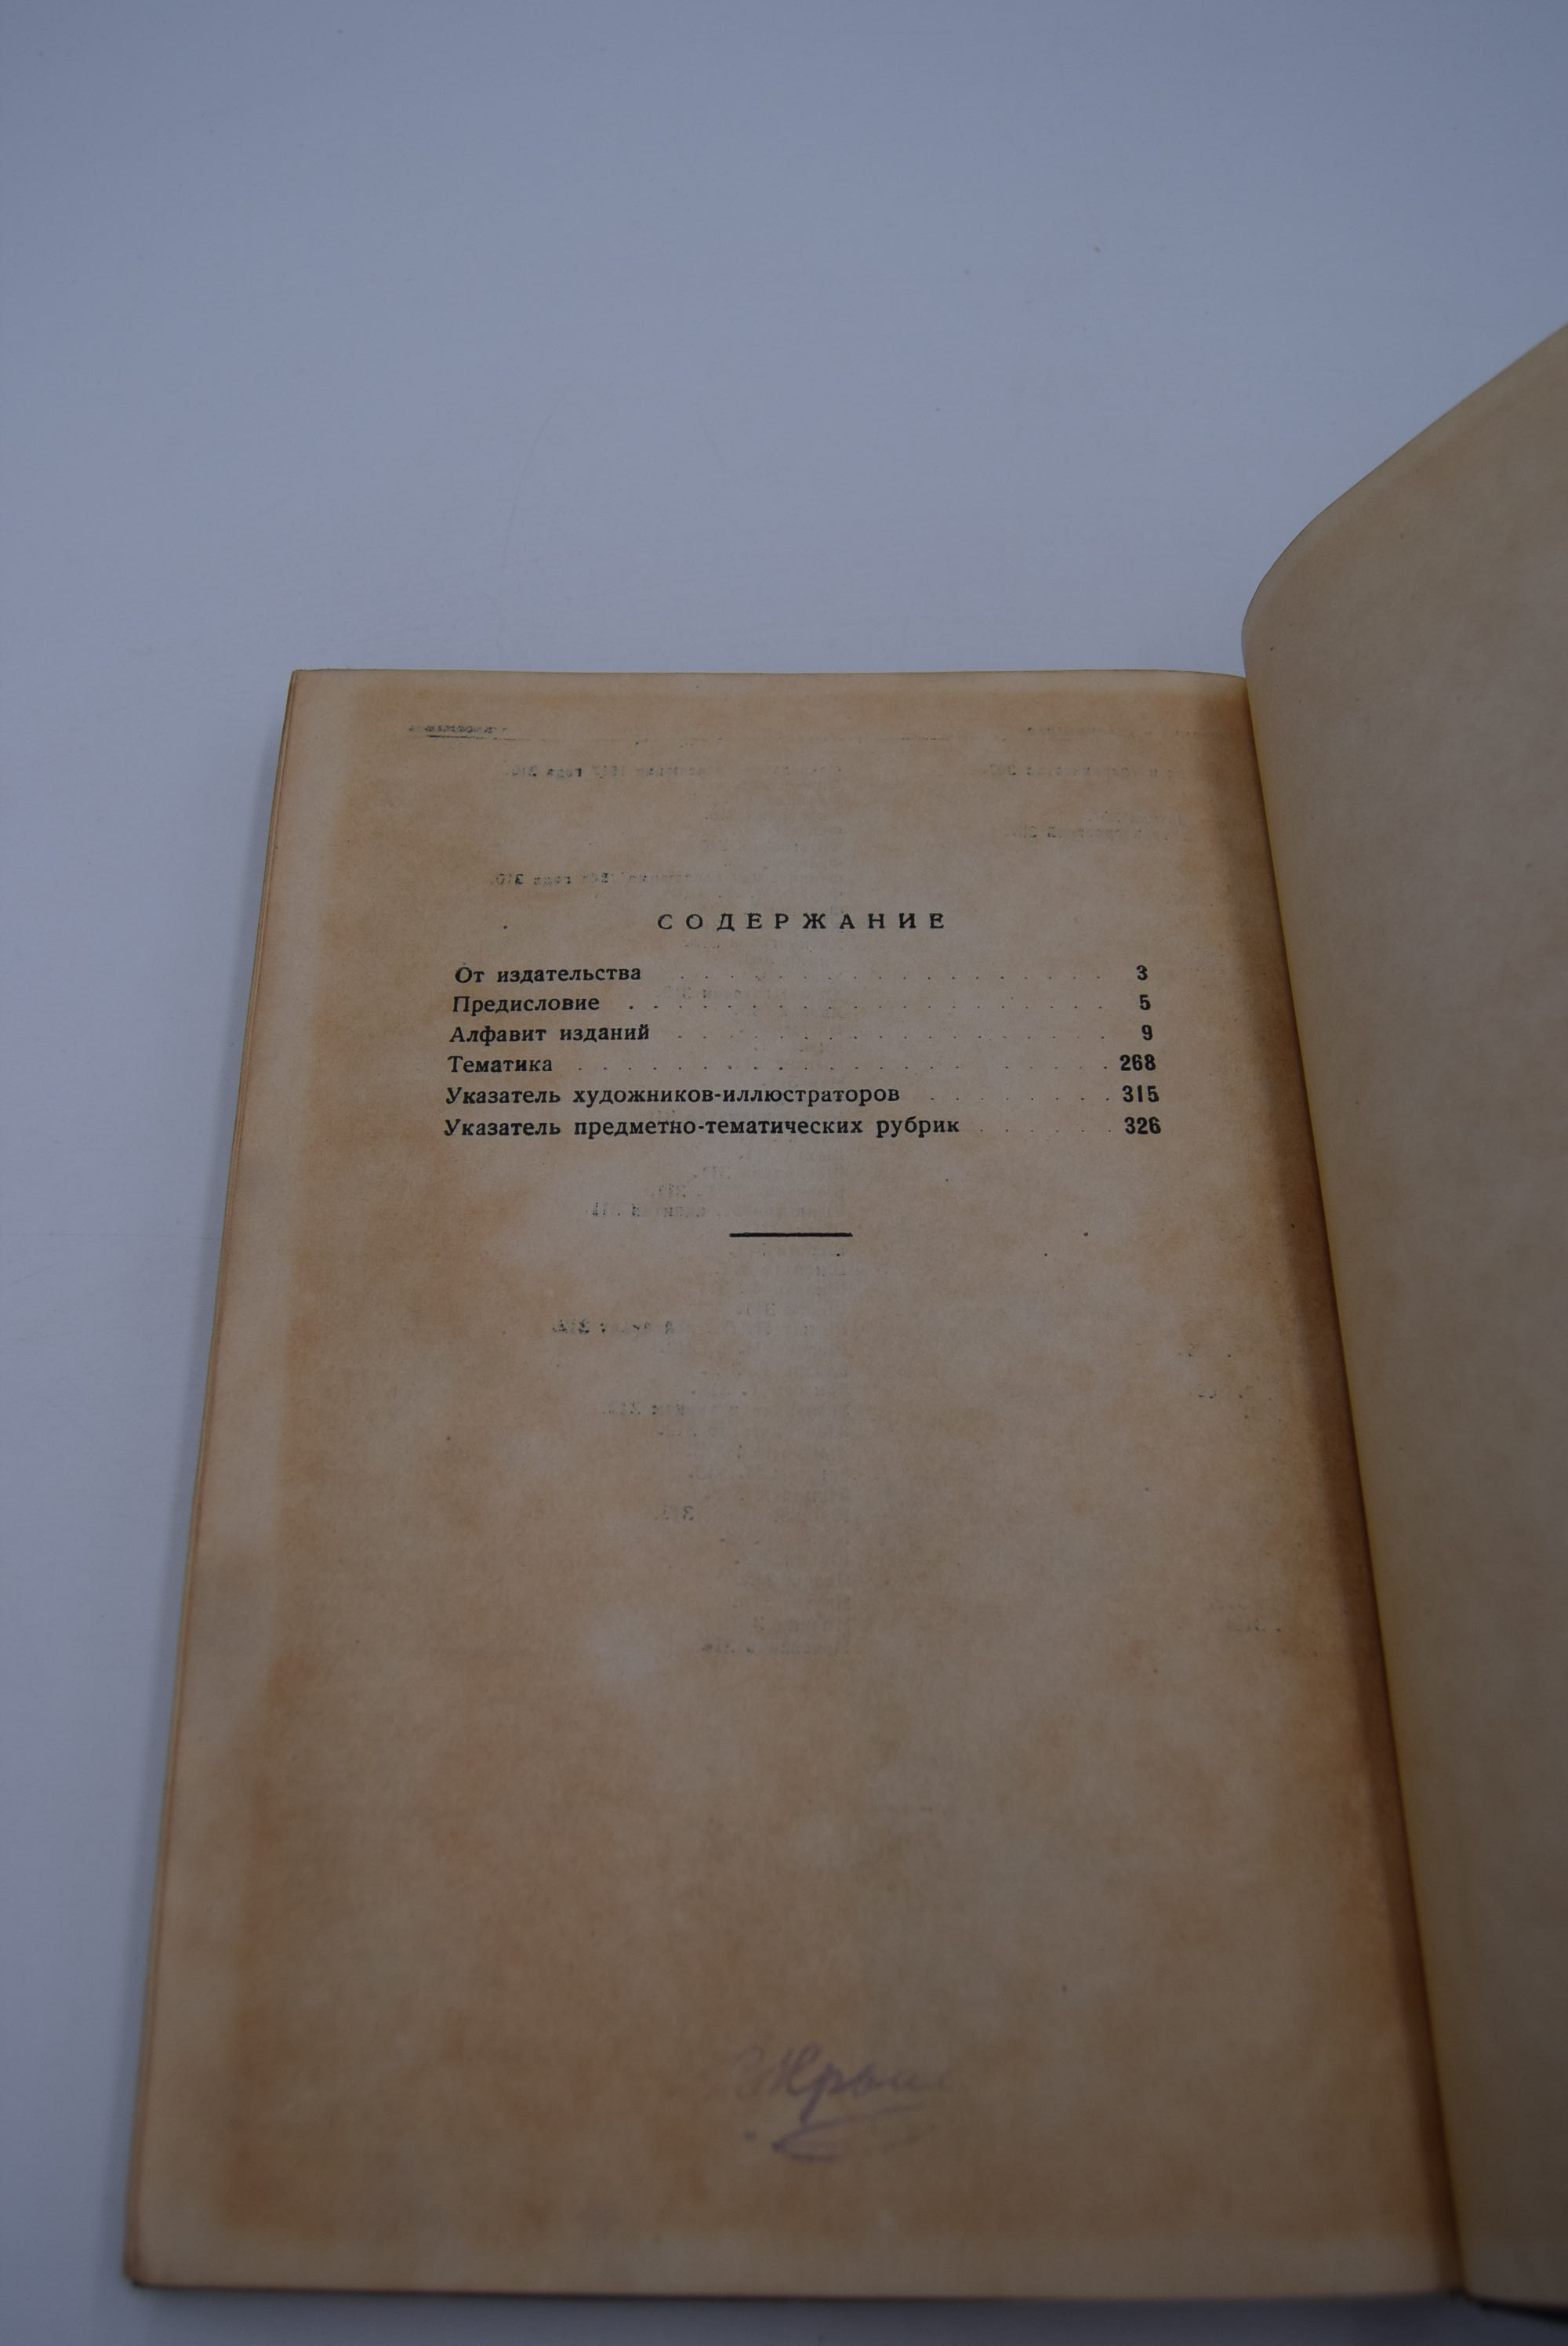 СОДЕРЖАНИЕ
От издательства . . . . . . . . . . . . . . . . . . 3
Предисловие . . . . . . . . . . . . . . . . . . . . 5
Алфавит изданий . . . . . . . . . . . . . . . . . . 9
Тематика . . . . . . . . . . . . . . . . . . . . . . 268
Указатель художников-иллюстраторов . . . . . . . . 315
Указатель предметно-тематических рубрик . . . . . . 326